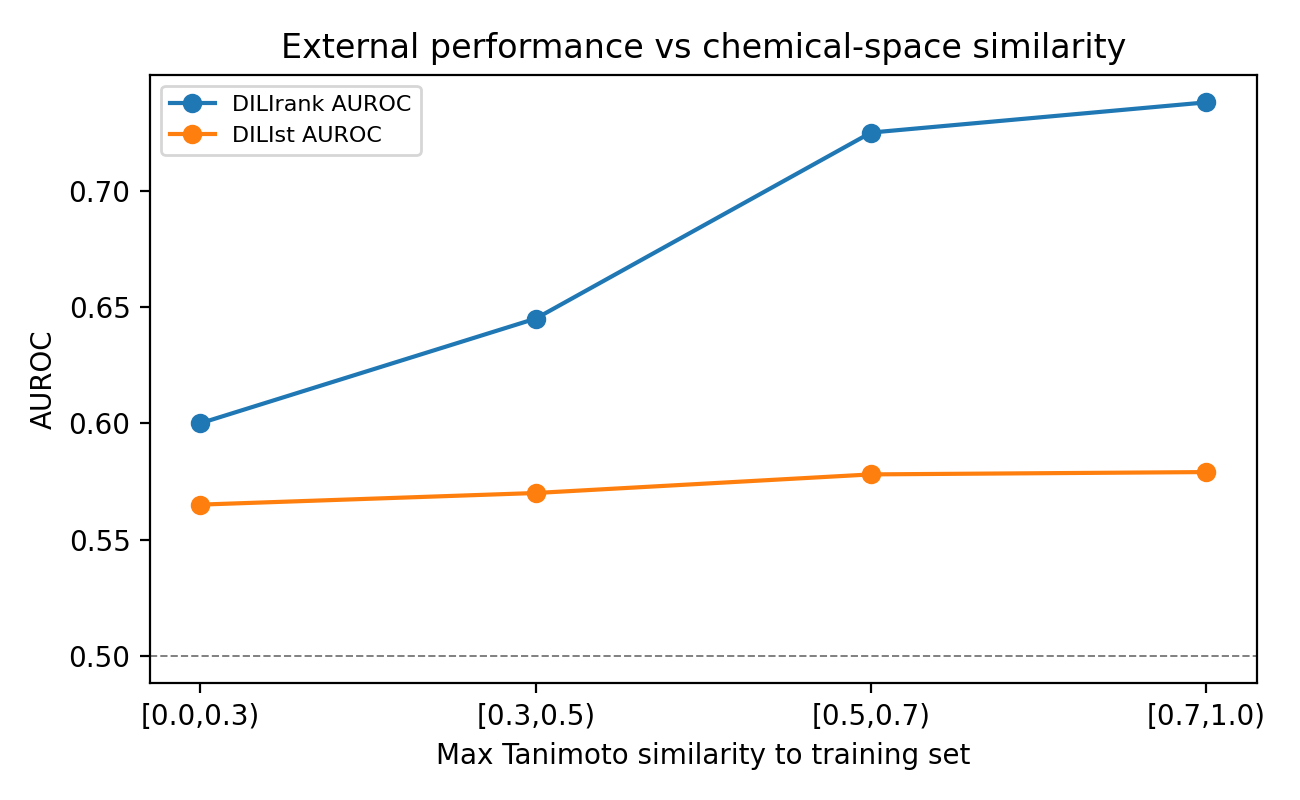 External performance vs chemical-space similarity
DILIrank AUROC
DILIst AUROC
AUROC
0.70
0.65
0.60
0.55
0.50
[0.0,0.3)
[0.3,0.5)
[0.5,0.7)
[0.7,1.0)
Max Tanimoto similarity to training set